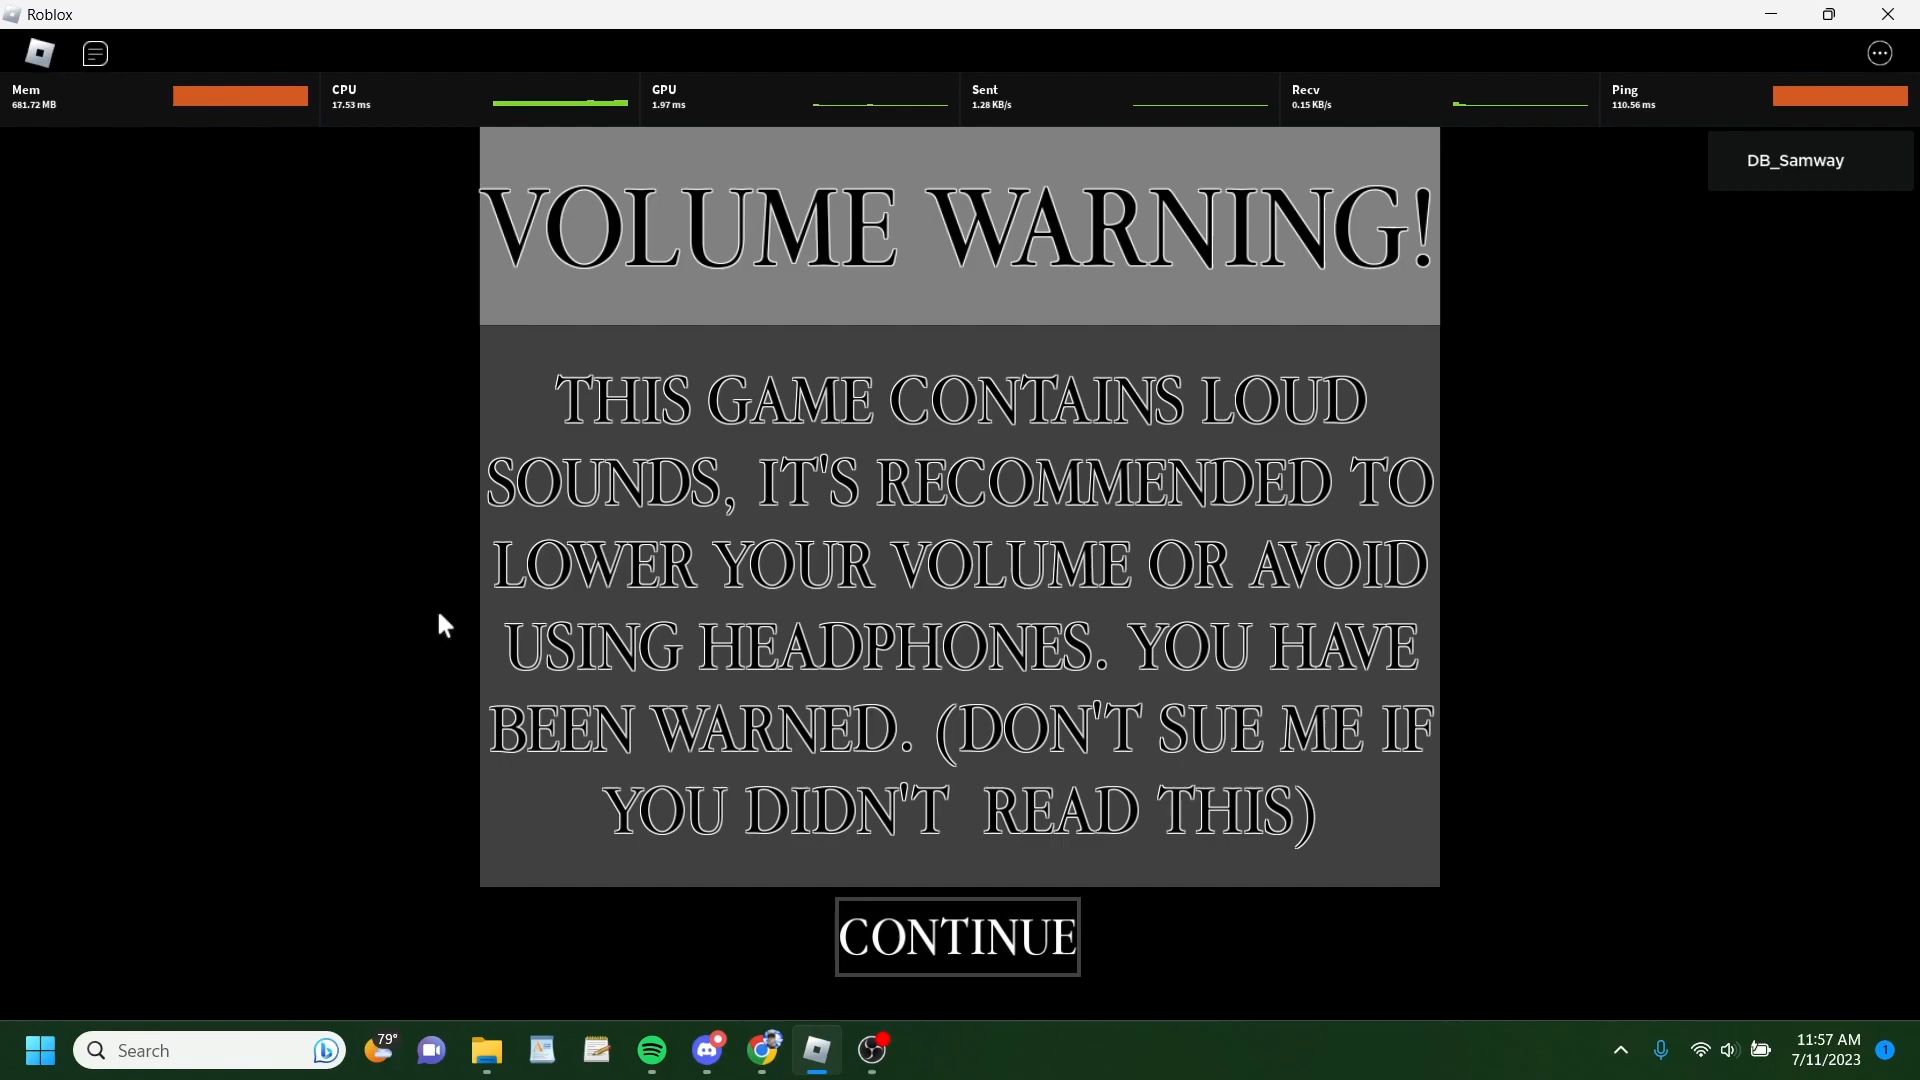 Roblox
Mem
681.72 MB
CPU
17.53 ms
GPU
1.97 ms
Sent
1.28 KB/s
Recv
0.15 KB/s
Ping
110.56 ms
DB_Samway
VOLUME WARNING!
THIS GAME CONTAINS LOUD
SOUNDS, IT'S RECOMMENDED TO
LOWER YOUR VOLUME OR AVOID
USING HEADPHONES. YOU HAVE
BEEN WARNED. (DON'T SUE ME IF
YOU DIDN'T  READ THIS)
CONTINUE
Search
79°
11:57 AM
7/11/2023
1